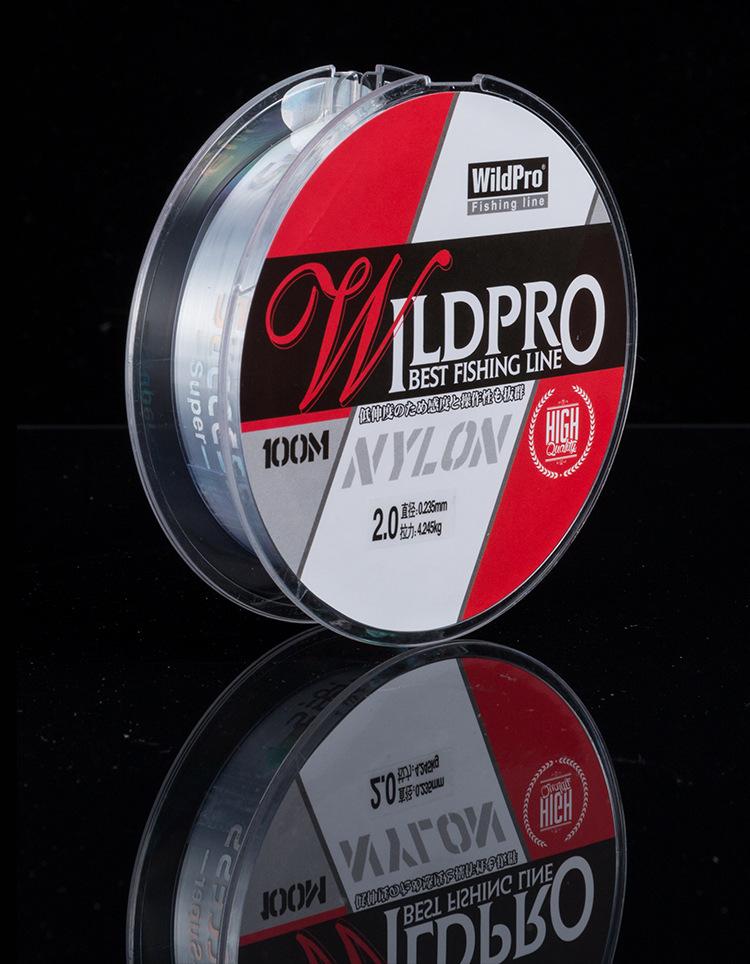 WildPro®
Fishing line
WILDPRO
BEST FISHING LINE
低伸度のため感度と操作性も抜群
100M
NYLON
HIGH
Quality
2.0
直径:0.235mm
拉力:4.245kg
Super